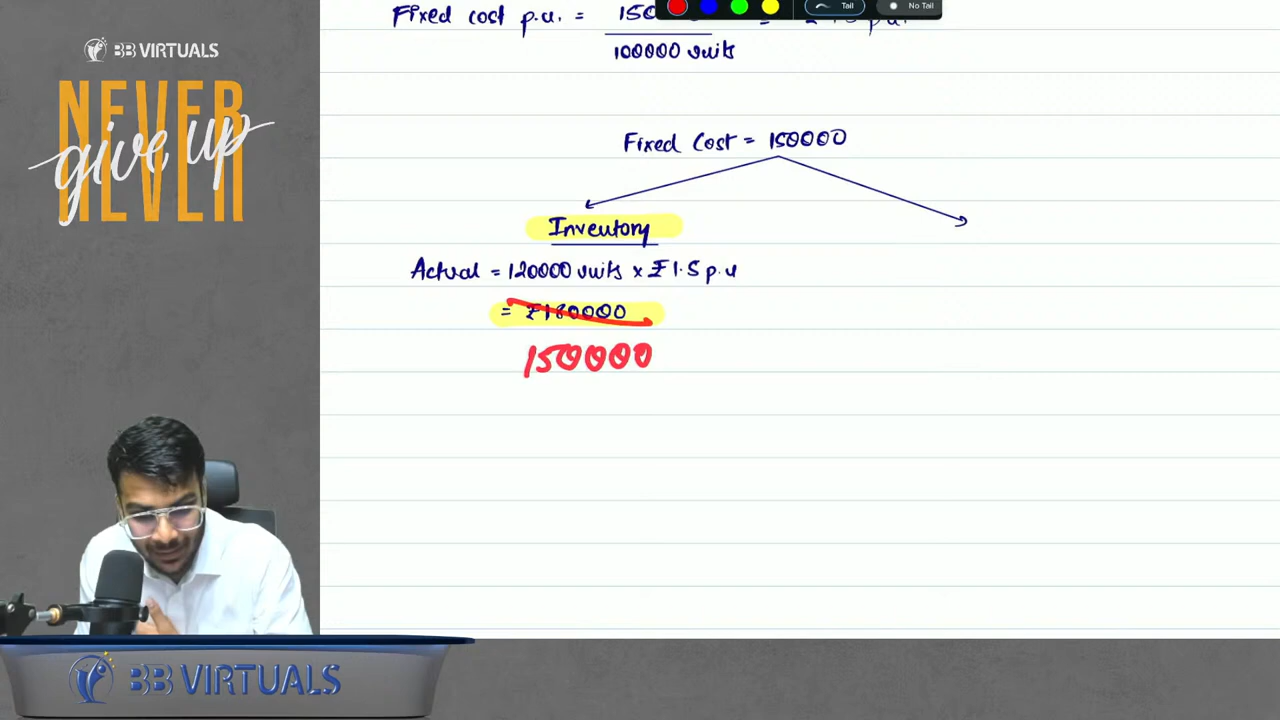 Fixed cost p.u. =
100000 units
Tail
No Tail
BB VIRTUALS
NEVER
give up
NEVER
Fixed Cost = 150000
Inventory
Actual = 120000 units x ₹1.5 p.u
= ₹180000
150000
BB VIRTUALS